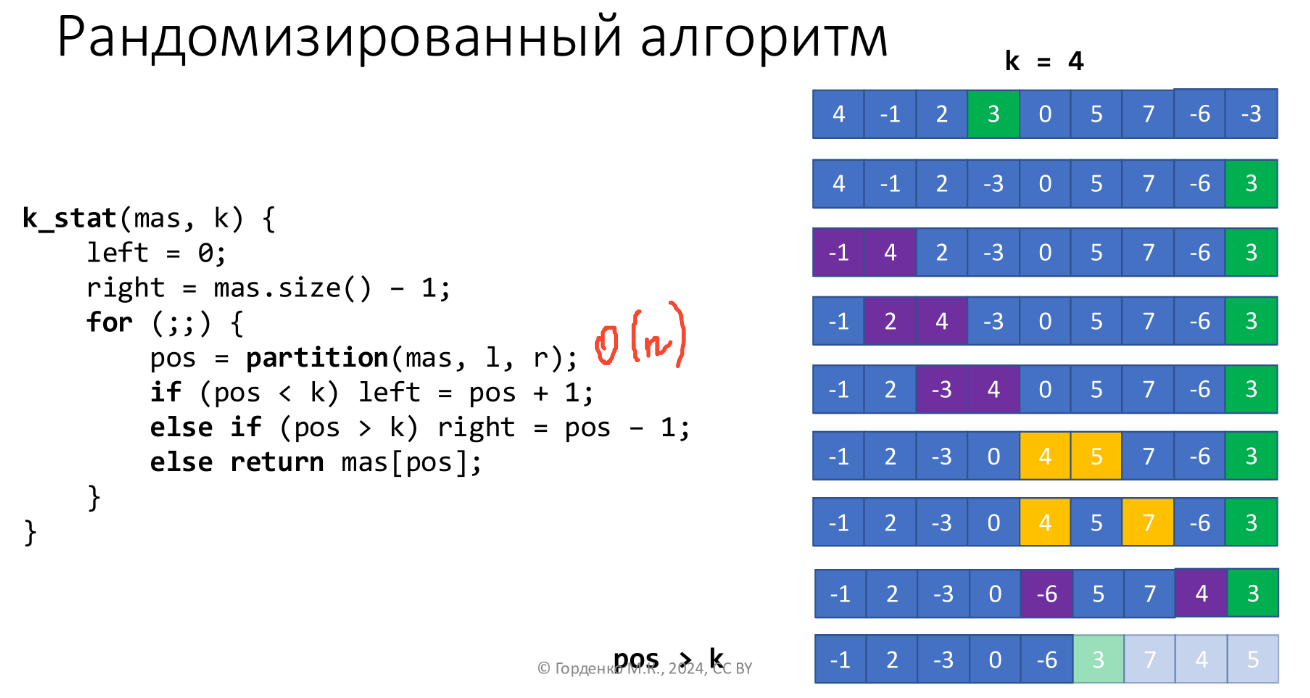 Рандомизированный алгоритм
k = 4
k_stat(mas, k) {
left = 0;
right = mas.size() – 1;
for (;;) {
pos = partition(mas, l, r); O(n)
if (pos < k) left = pos + 1;
else if (pos > k) right = pos – 1;
else return mas[pos];
}
}
4 -1 2 3 0 5 7 -6 -3
4 -1 2 -3 0 5 7 -6 3
-1 4 2 -3 0 5 7 -6 3
-1 2 4 -3 0 5 7 -6 3
-1 2 -3 4 0 5 7 -6 3
-1 2 -3 0 4 5 7 -6 3
-1 2 -3 0 4 5 7 -6 3
-1 2 -3 0 -6 5 7 4 3
-1 2 -3 0 -6 3 7 4 5
pos > k
© Горденко М.К., 2024, CC BY